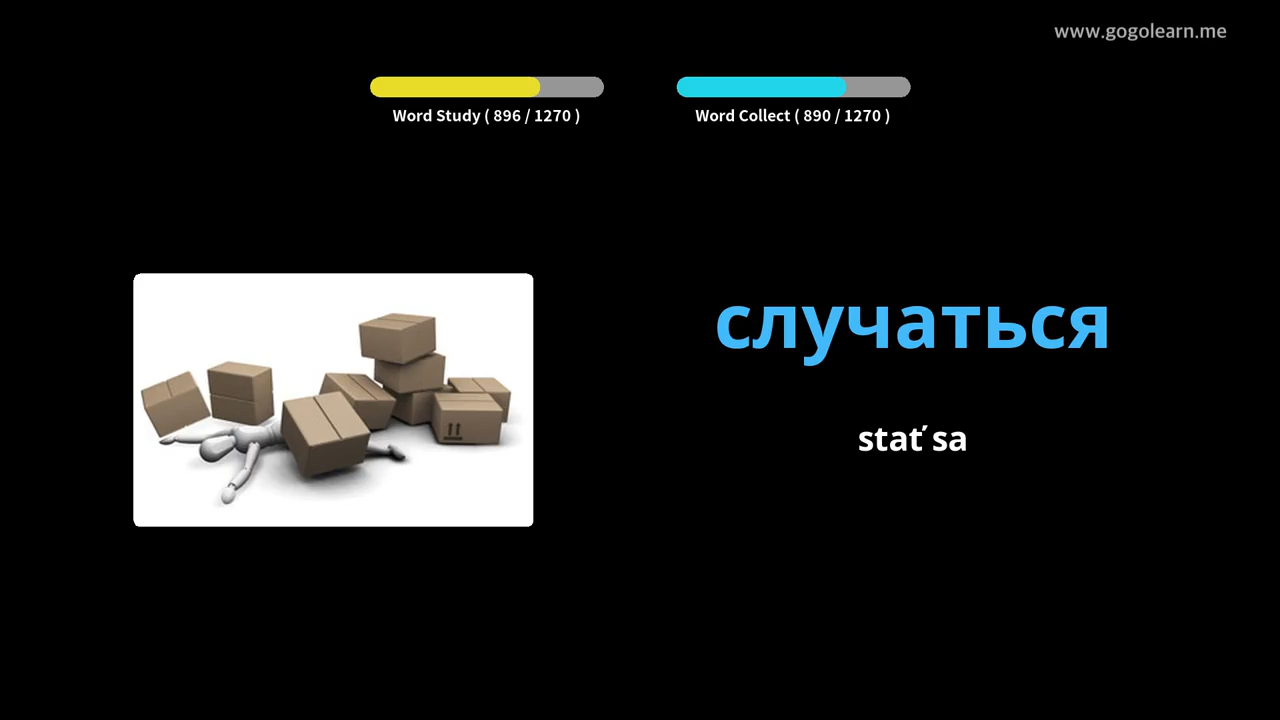 www.gogolearn.me
Word Study ( 896 / 1270 )
Word Collect ( 890 / 1270 )
случаться
stať sa